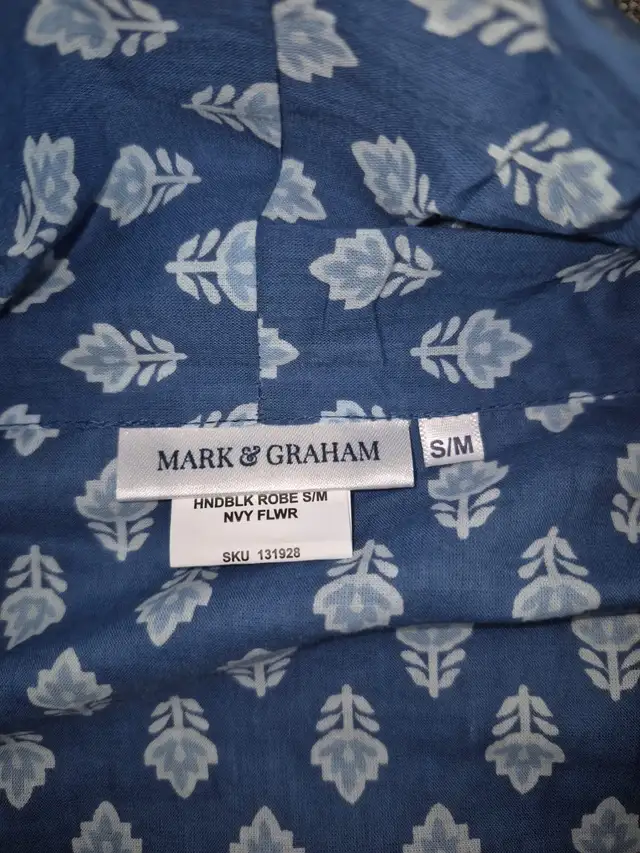 MARK & GRAHAM
S/M
HNDBLK ROBE S/M
NVY FLWR
SKU 131928